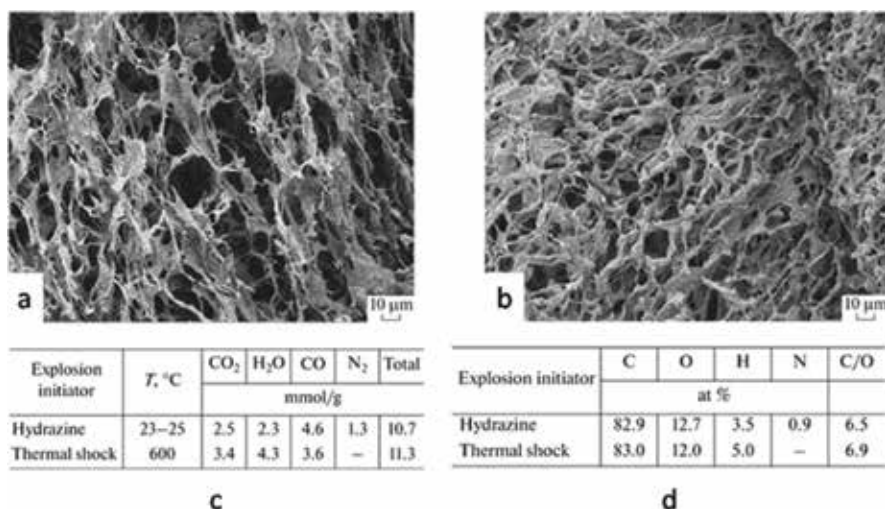 a
10 µm
b
10 µm
Explosion initiator
T, °C
CO₂ H₂O CO N₂ Total
mmol/g
Hydrazine 23–25 2.5 2.3 4.6 1.3 10.7
Thermal shock 600 3.4 4.3 3.6 – 11.3
c
Explosion initiator
C O H N C/O
at %
Hydrazine 82.9 12.7 3.5 0.9 6.5
Thermal shock 83.0 12.0 5.0 – 6.9
d